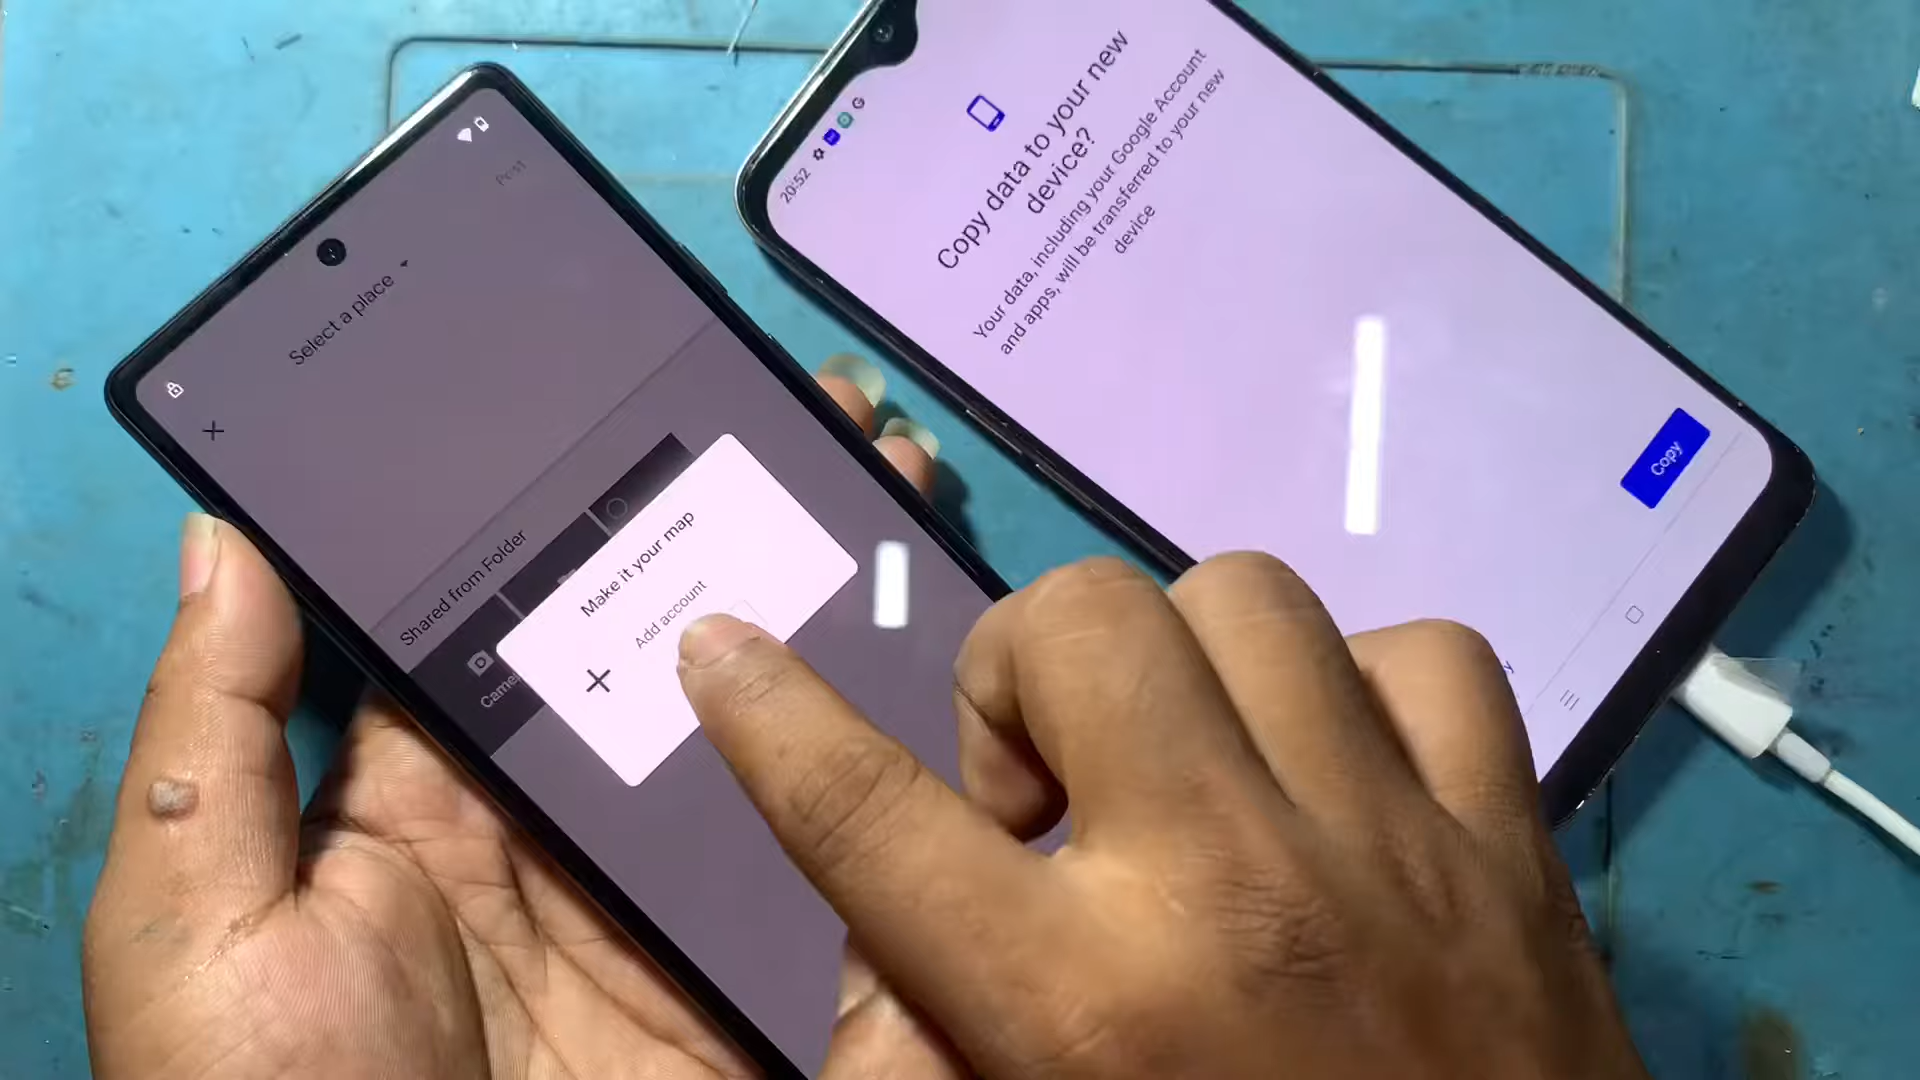 Post
Select a place
Shared from Folder
Make it your map
Add account
20:52
G
Copy data to your new
device?
Your data, including your Google Account
and apps, will be transferred to your new
device
Copy